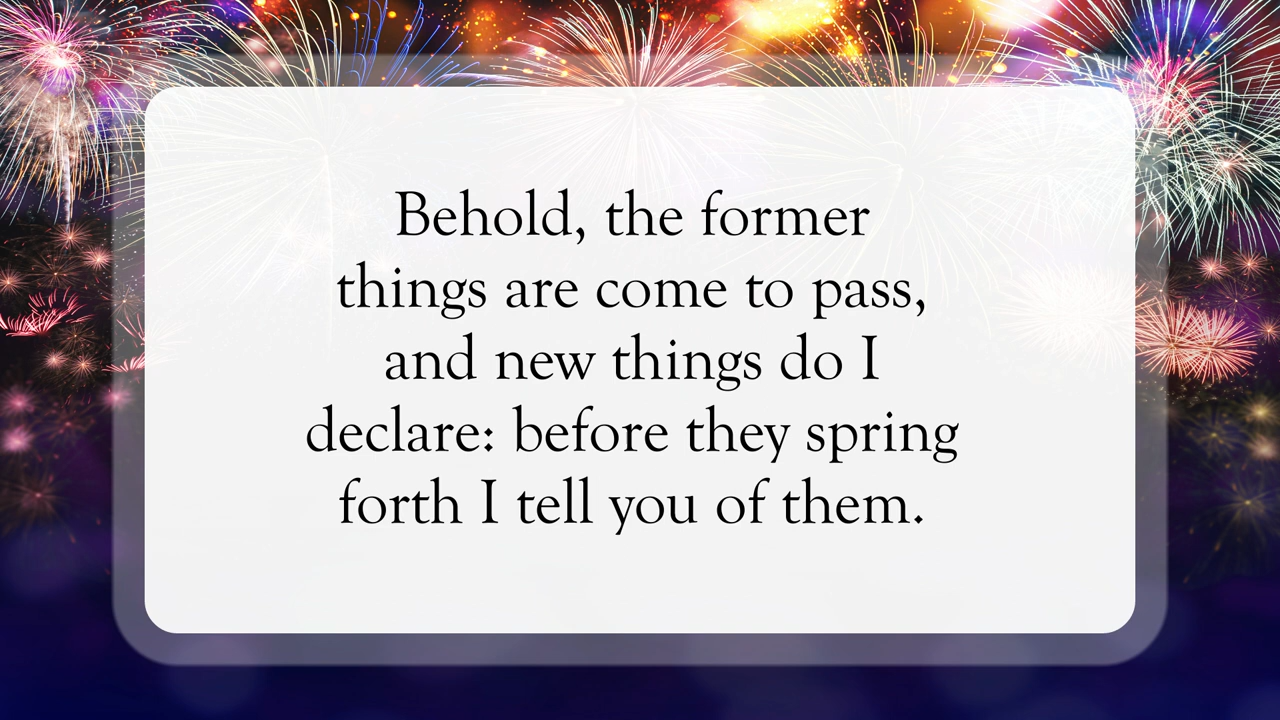 Behold, the former
things are come to pass,
and new things do I
declare: before they spring
forth I tell you of them.